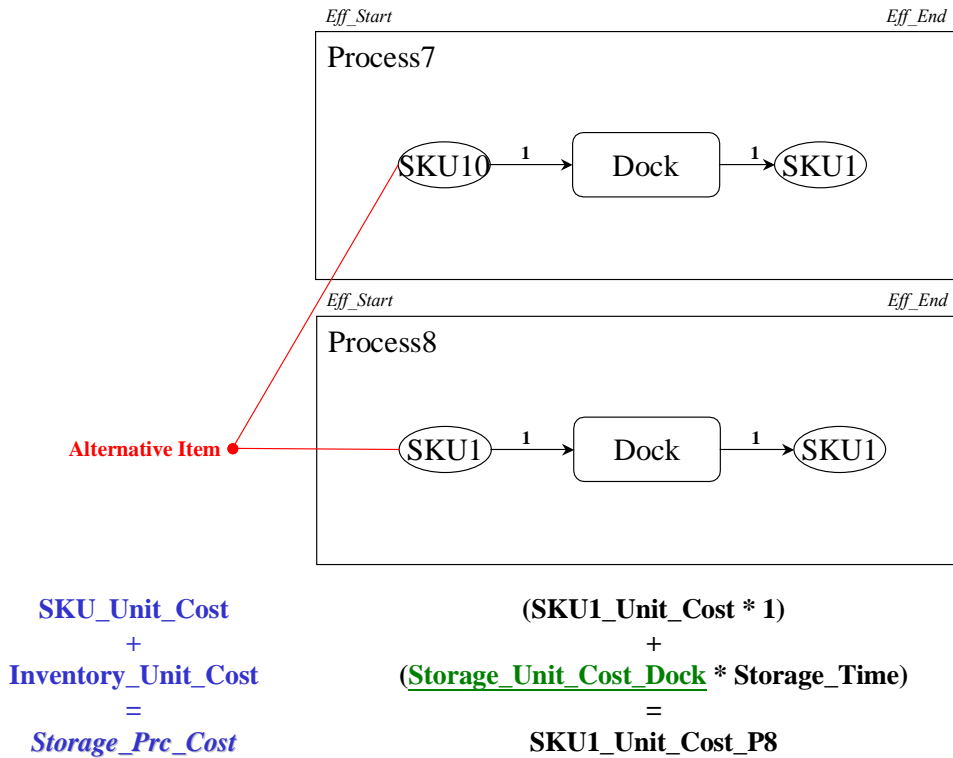 Eff_Start Eff_End
Process7
SKU10 1 Dock 1 SKU1
Eff_Start Eff_End
Process8
Alternative Item SKU1 1 Dock 1 SKU1
SKU_Unit_Cost
+
Inventory_Unit_Cost
=
Storage_Prc_Cost
(SKU1_Unit_Cost * 1)
+
(Storage_Unit_Cost_Dock * Storage_Time)
=
SKU1_Unit_Cost_P8